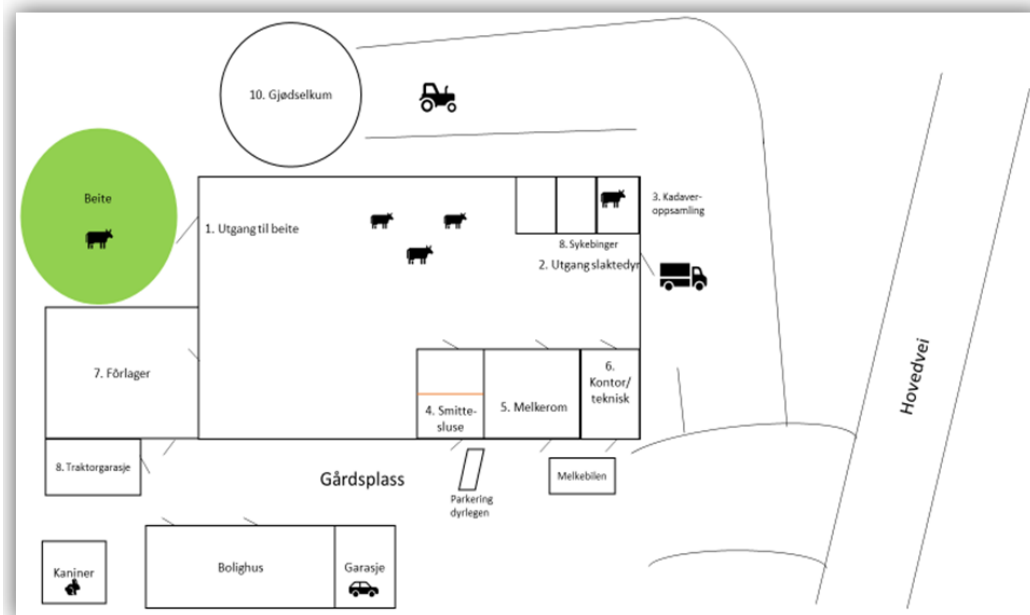 10. Gjødselkum
Beite
1. Utgang til beite
3. Kadaver-
oppsamling
8. Sykebinger
2. Utgang slaktedyr
7. Fôrlager
4. Smitte-
sluse
5. Melkerom
6.
Kontor/
teknisk
Hovedvei
8. Traktorgarasje
Gårdsplass
Parkering
dyrlegen
Melkebilen
Kaniner
Bolighus
Garasje